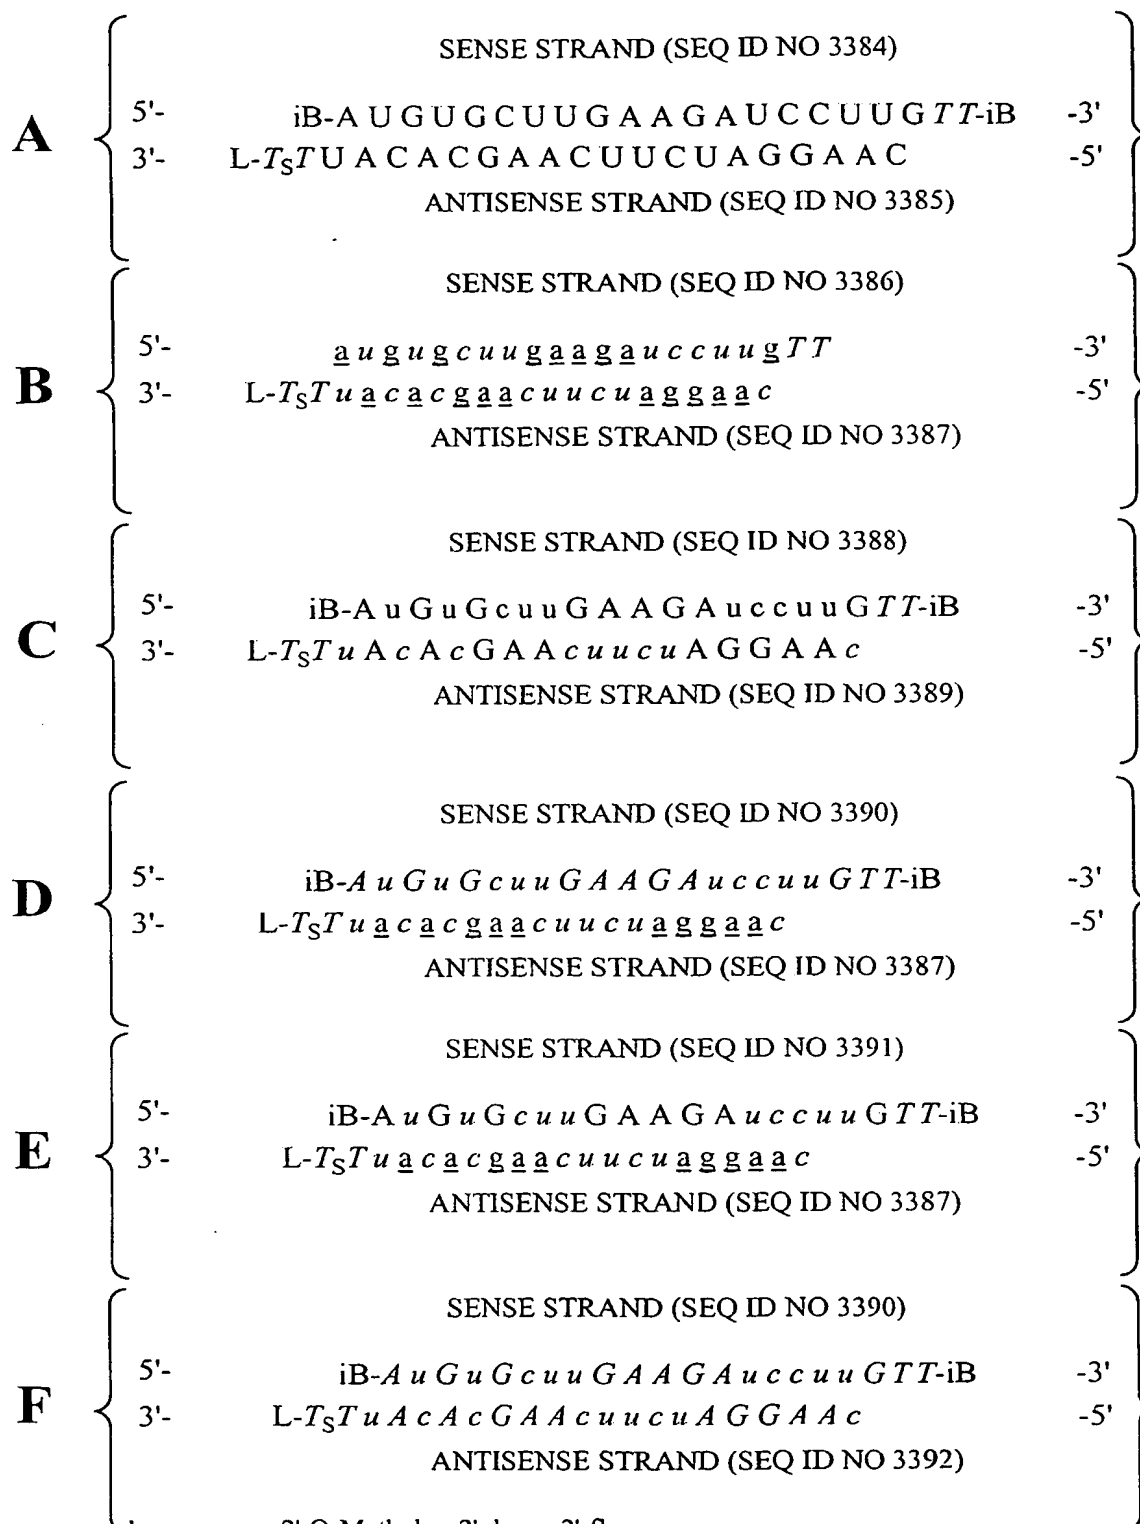 SENSE STRAND (SEQ ID NO 3384)
A
5'- iB-A U G U G C U U G A A G A U C C U U G T T-iB -3'
3'- L-TST U A C A C G A A C U U C U A G G A A C -5'
ANTISENSE STRAND (SEQ ID NO 3385)
SENSE STRAND (SEQ ID NO 3386)
B
5'- a u g u g c u u g a a g a u c c u u g T T -3'
3'- L-TST u a c a c g a a c u u c u a g g a a c -5'
ANTISENSE STRAND (SEQ ID NO 3387)
SENSE STRAND (SEQ ID NO 3388)
C
5'- iB-A u G u G c u u G A A G A u c c u u G T T-iB -3'
3'- L-TST u A c A c G A A c u u c u A G G A A c -5'
ANTISENSE STRAND (SEQ ID NO 3389)
SENSE STRAND (SEQ ID NO 3390)
D
5'- iB-A u G u G c u u G A A G A u c c u u G T T-iB -3'
3'- L-TST u a c a c g a a c u u c u a g g a a c -5'
ANTISENSE STRAND (SEQ ID NO 3387)
SENSE STRAND (SEQ ID NO 3391)
E
5'- iB-A u G u G c u u G A A G A u c c u u G T T-iB -3'
3'- L-TST u a c a c g a a c u u c u a g g a a c -5'
ANTISENSE STRAND (SEQ ID NO 3387)
SENSE STRAND (SEQ ID NO 3390)
F
5'- iB-A u G u G c u u G A A G A u c c u u G T T-iB -3'
3'- L-TST u A c A c G A A c u u c u A G G A A c -5'
ANTISENSE STRAND (SEQ ID NO 3392)